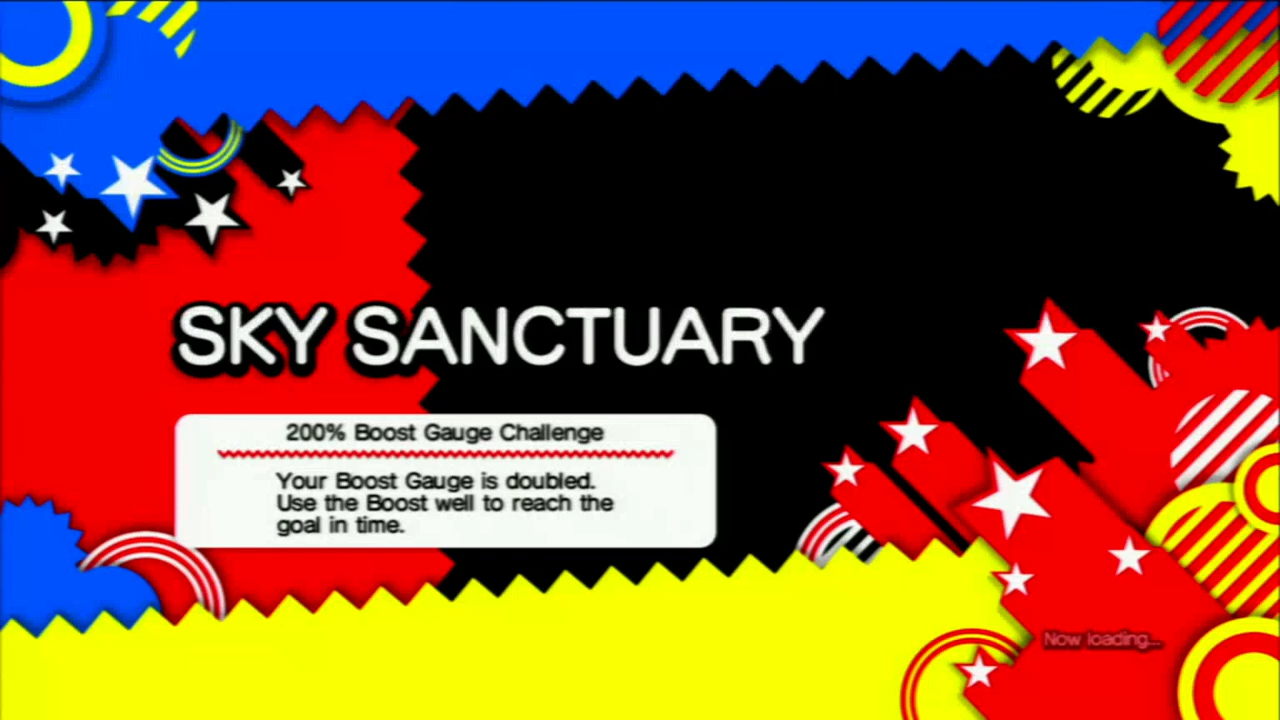 SKY SANCTUARY
200% Boost Gauge Challenge
Your Boost Gauge is doubled.
Use the Boost well to reach the
goal in time.
Now loading...